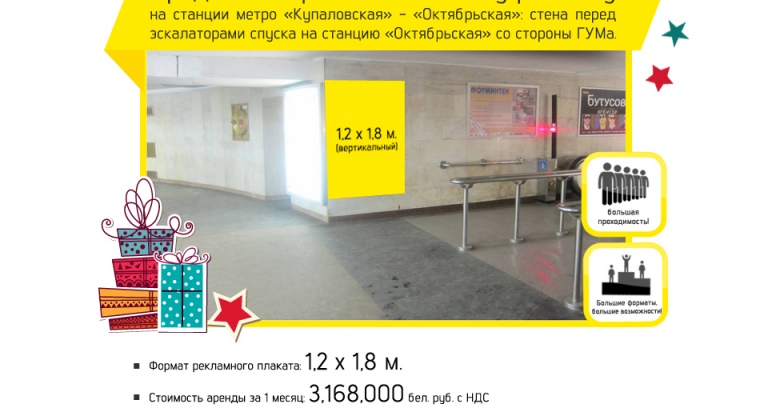 на станции метро «Купаловская» - «Октябрьская»: стена перед
эскалаторами спуска на станцию «Октябрьская» со стороны ГУМа.
ФОРМИНТЕК
БУТУСОВ
1,2 х 1,8 м.
(вертикальный)
большая
проходимость!
Большие форматы,
большие возможности!
■ Формат рекламного плаката: 1,2 х 1,8 м.
■ Стоимость аренды за 1 месяц: 3,168,000 бел. руб. с НДС